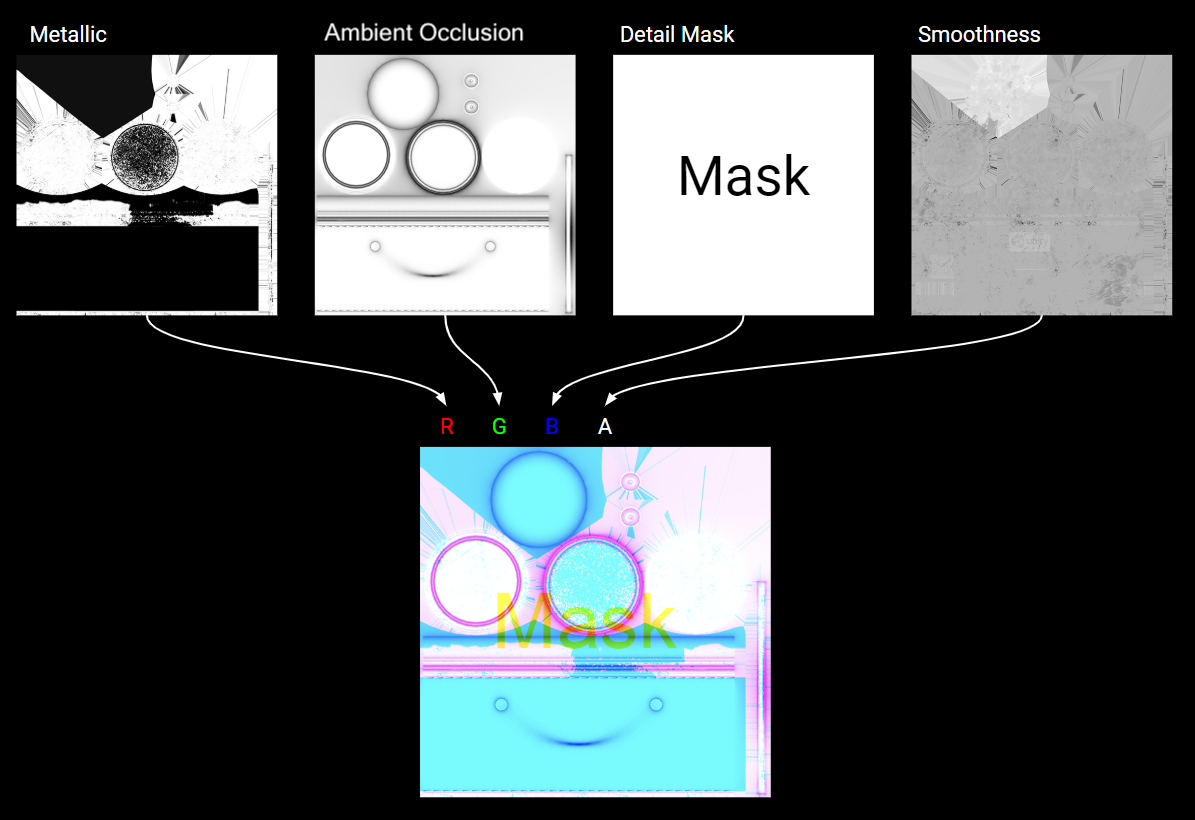 Metallic
Ambient Occlusion
Detail Mask
Smoothness
Mask
R G B A
Mask